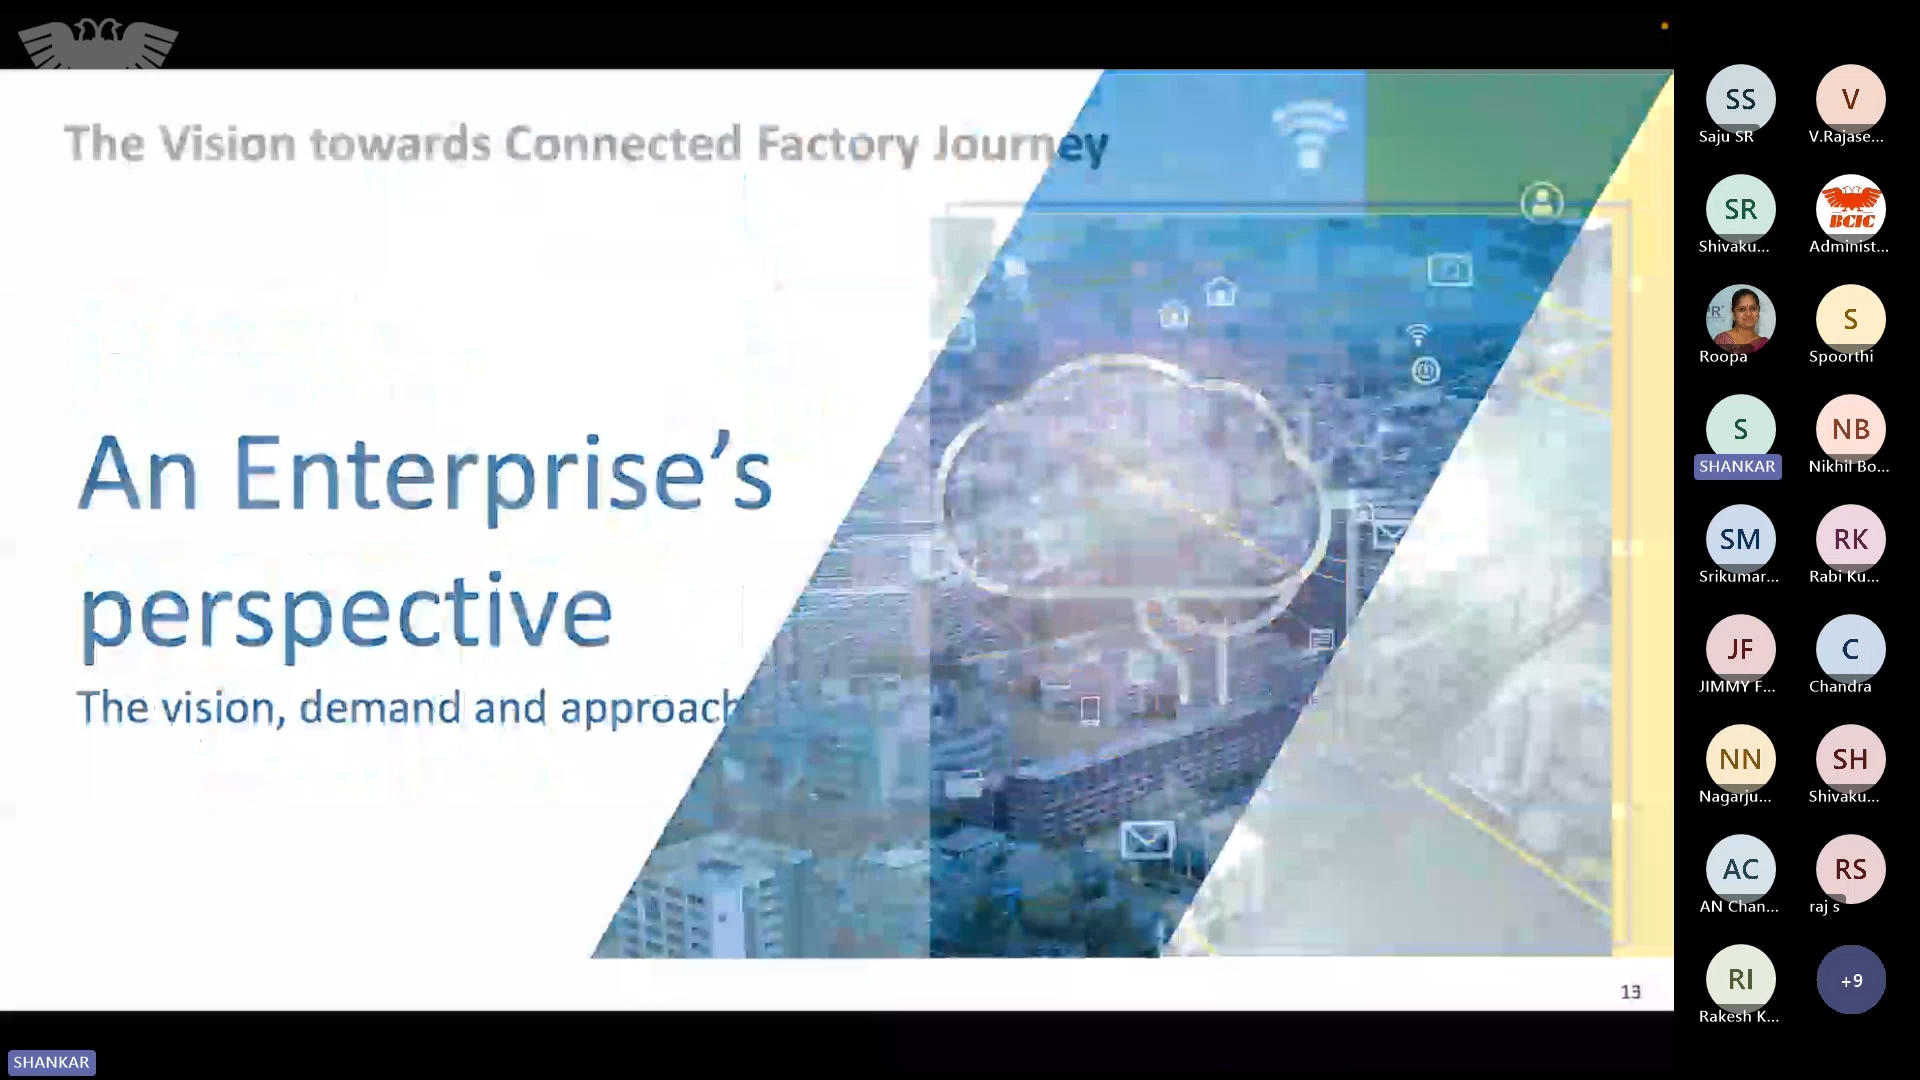 The Vision towards Connected Factory Journey
An Enterprise's
perspective
The vision, demand and approach
13
SHANKAR
SS
Saju SR
V
V.Rajase...
SR
Shivaku...
BCIC
Administ...
Roopa
S
Spoorthi
S
SHANKAR
NB
Nikhil Bo...
SM
Srikumar...
RK
Rabi Ku...
JF
JIMMY F...
C
Chandra
NN
Nagarju...
SH
Shivaku...
AC
AN Chan...
RS
raj s
RI
Rakesh K...
+9